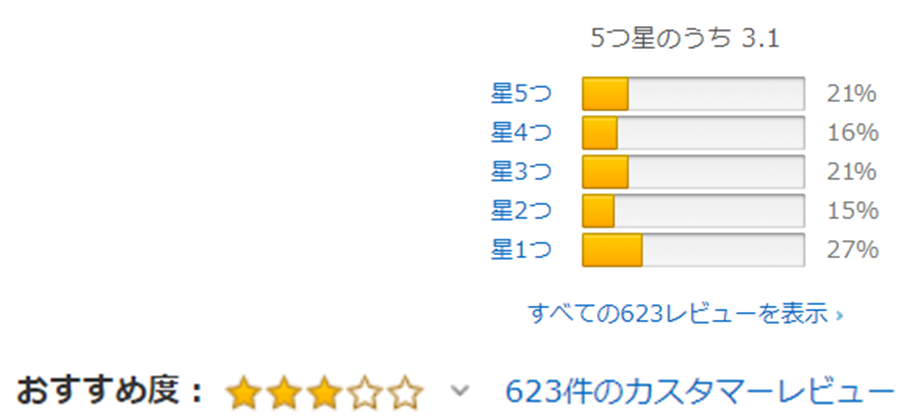 5つ星のうち 3.1
星5つ 21%
星4つ 16%
星3つ 21%
星2つ 15%
星1つ 27%
すべての623レビューを表示 ›
おすすめ度: ★★★☆☆ 623件のカスタマーレビュー